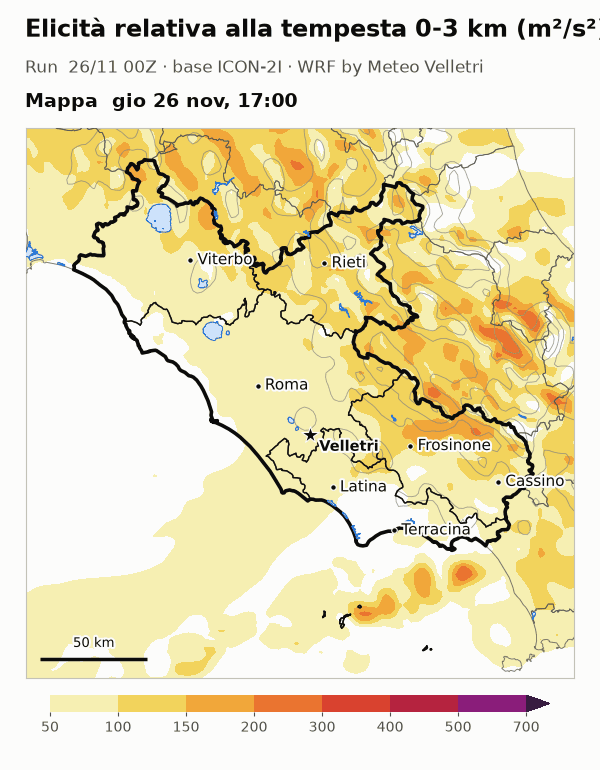 Elicità relativa alla tempesta 0-3 km (m²/s²)
Run 26/11 00Z · base ICON-2I · WRF by Meteo Velletri
Mappa gio 26 nov, 17:00
Viterbo
Rieti
Roma
Velletri
Frosinone
Cassino
Latina
Terracina
50 km
50 100 150 200 300 400 500 700